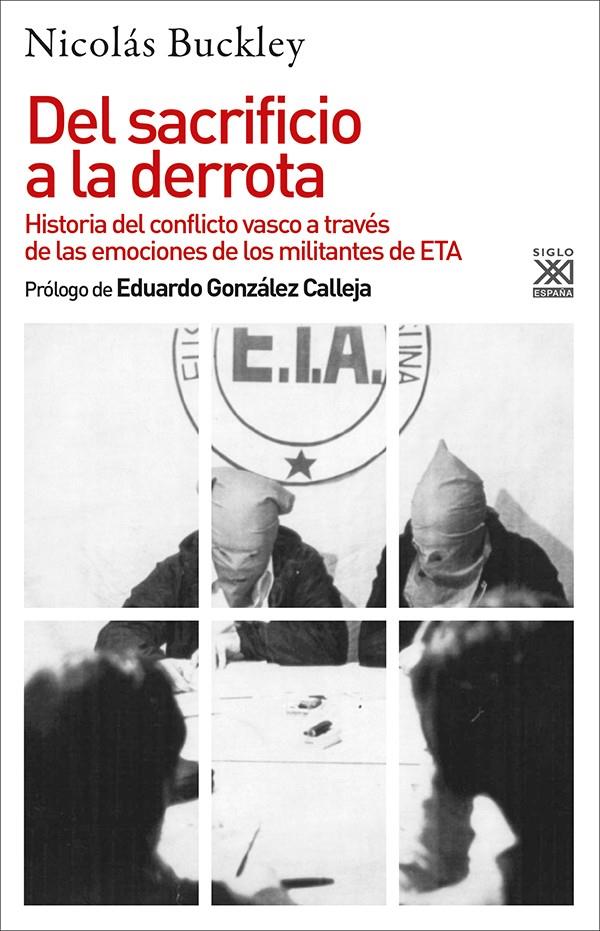 Nicolás Buckley
Del sacrificio
a la derrota
Historia del conflicto vasco a través
de las emociones de los militantes de ETA
Prólogo de Eduardo González Calleja
SIGLO
XXI
ESPAÑA
E.T.A.